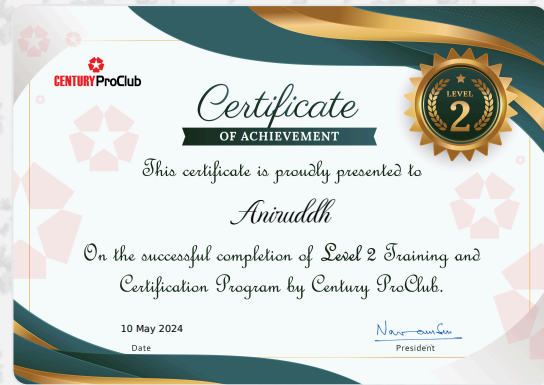 CENTURY ProClub
Certificate
OF ACHIEVEMENT
LEVEL
2
This certificate is proudly presented to
Aniruddh
On the successful completion of Level 2 Training and
Certification Program by Century ProClub.
10 May 2024
Date
President